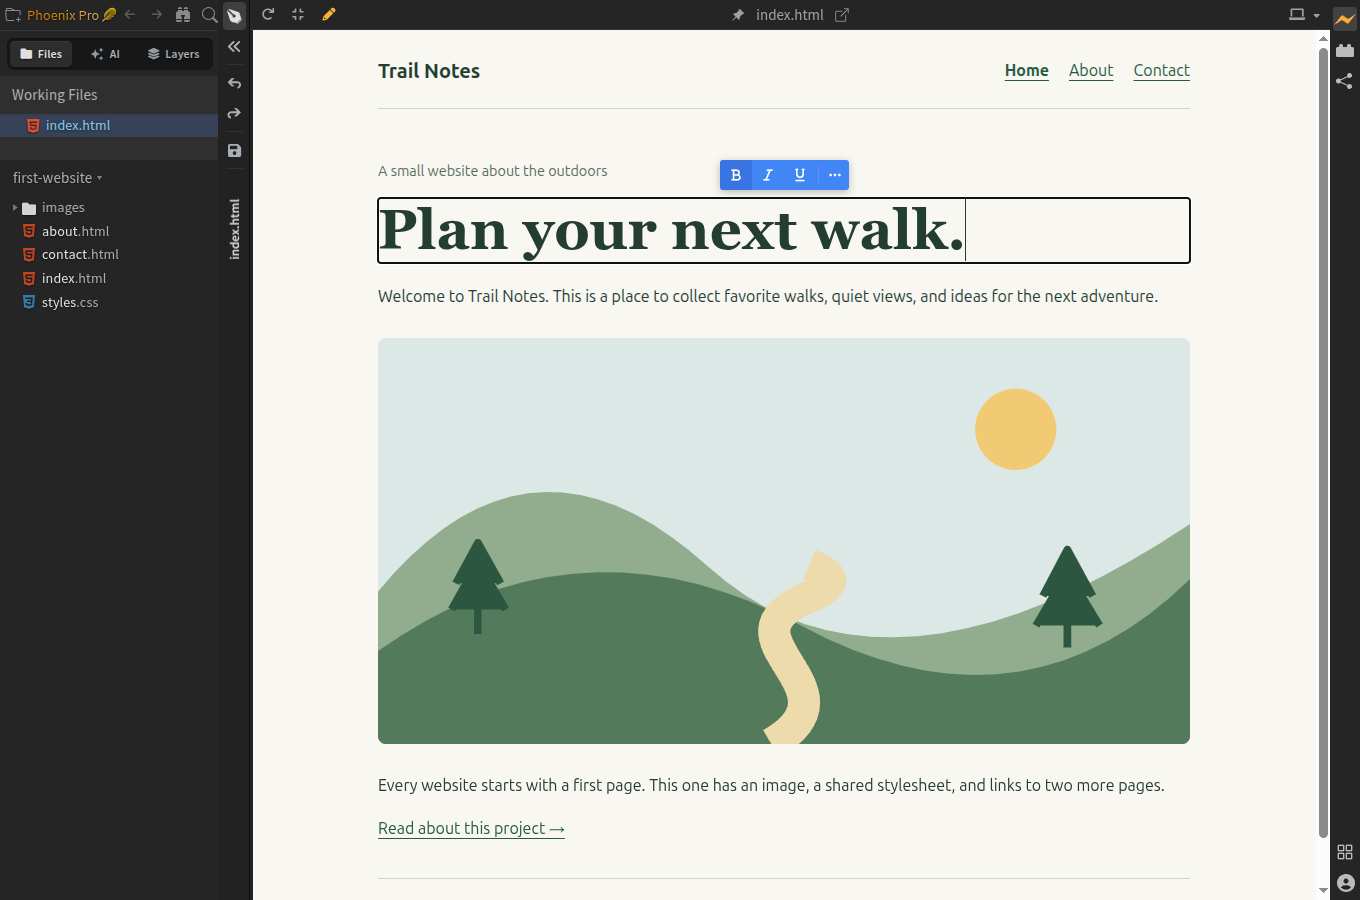 Phoenix Pro
index.html
Files
AI
Layers
Working Files
index.html
first-website
images
about.html
contact.html
index.html
styles.css
index.html
Trail Notes
Home
About
Contact
A small website about the outdoors
B I U
Plan your next walk.
Welcome to Trail Notes. This is a place to collect favorite walks, quiet views, and ideas for the next adventure.
Every website starts with a first page. This one has an image, a shared stylesheet, and links to two more pages.
Read about this project →